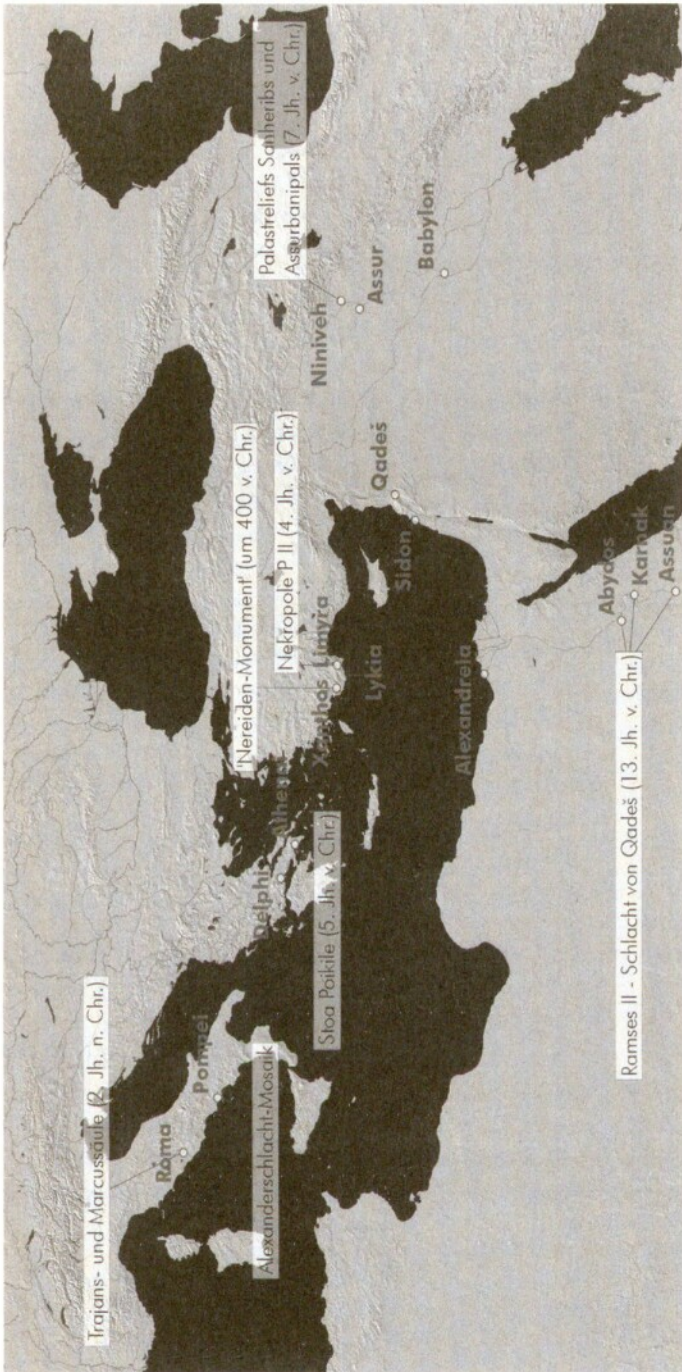 Trajans- und Marcussäule (2. Jh. n. Chr.)
Roma
Pompei
Alexanderschlacht-Mosaik
Delphi
Athens
Stoa Poikile (5. Jh. v. Chr.)
'Nereiden-Monument' (um 400 v. Chr.)
Nekropole P II (4. Jh. v. Chr.)
Xanthos
Limyra
Lykia
Alexandreia
Sidon
Qadeš
Palastreliefs Sanheribs und
Assurbanipals (7. Jh. v. Chr.)
Niniveh
Assur
Babylon
Abydos
Karnak
Assuan
Ramses II - Schlacht von Qadeš (13. Jh. v. Chr.)